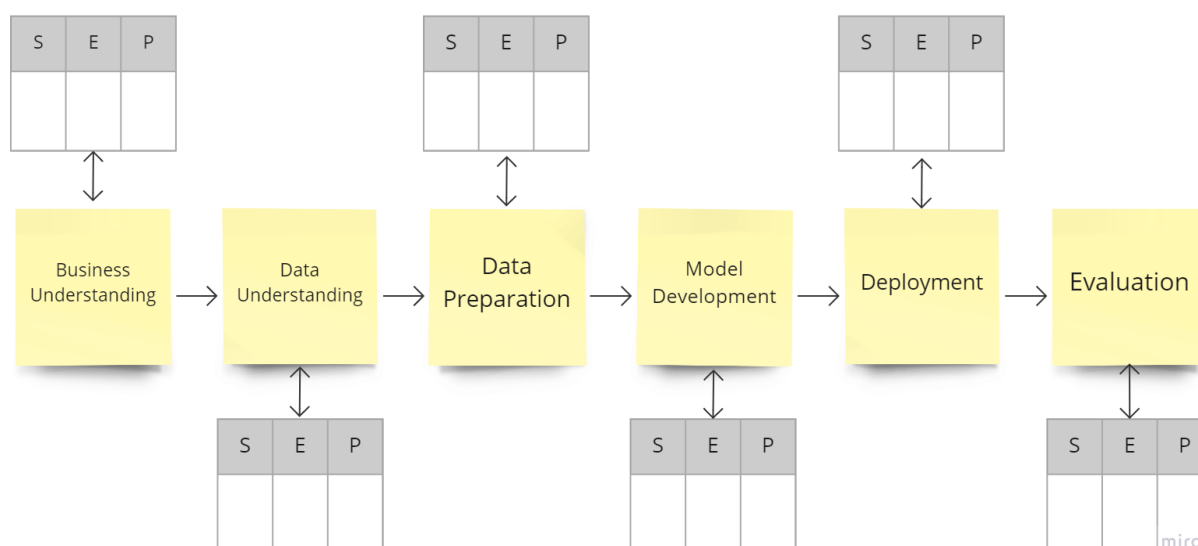 S E P
S E P
S E P
Business
Understanding
Data
Understanding
Data
Preparation
Model
Development
Deployment
Evaluation
S E P
S E P
S E P